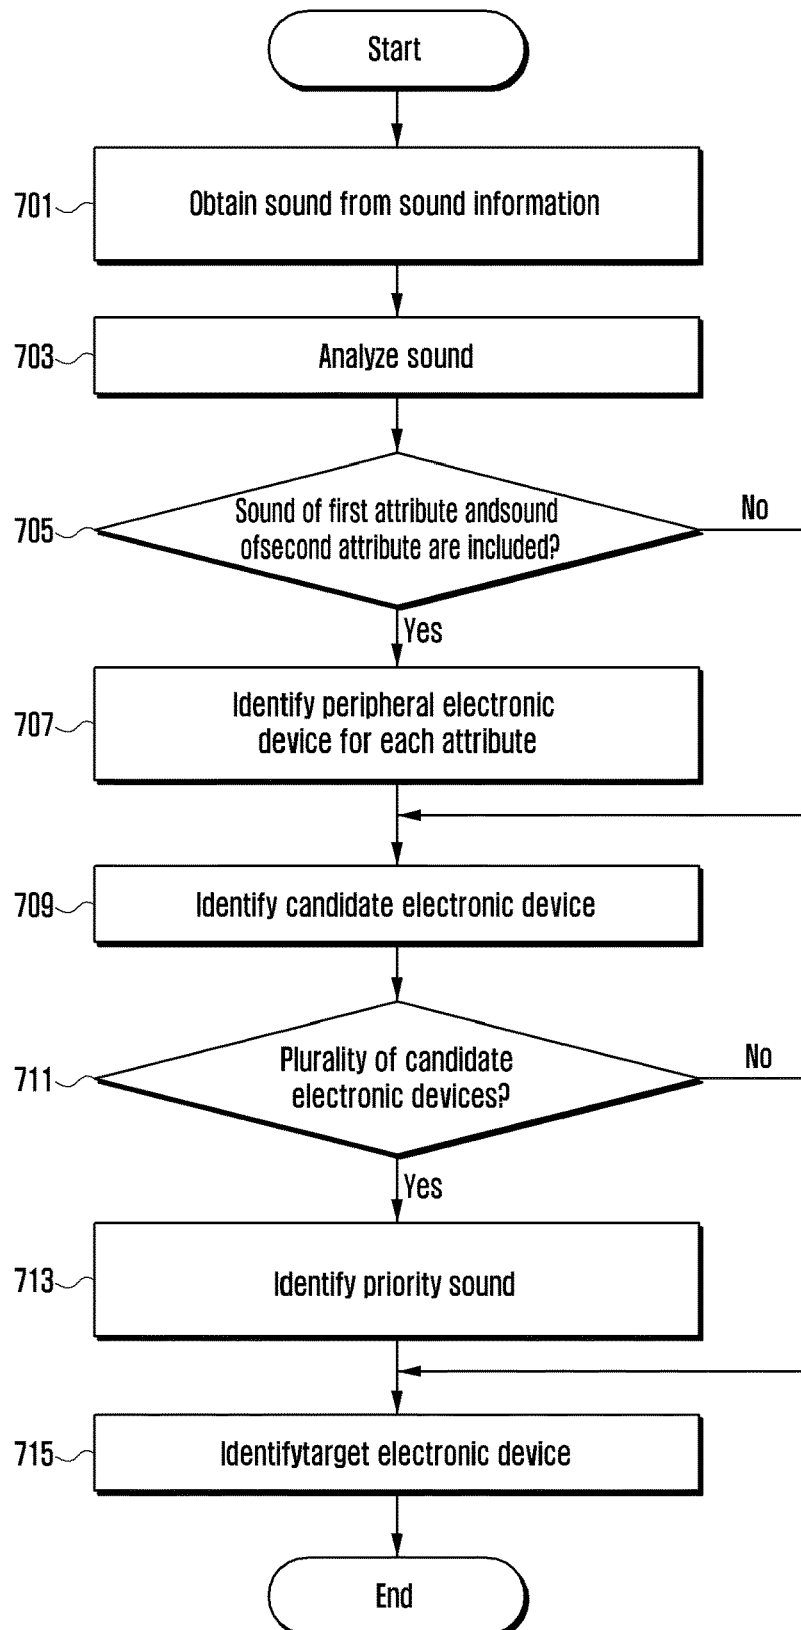 Start
701
Obtain sound from sound information
703
Analyze sound
705
Sound of first attribute andsound
ofsecond attribute are included?
No
Yes
707
Identify peripheral electronic
device for each attribute
709
Identify candidate electronic device
711
Plurality of candidate
electronic devices?
No
Yes
713
Identify priority sound
715
Identifytarget electronic device
End